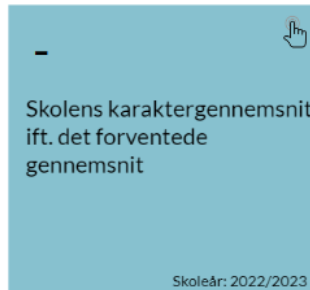 -
Skolens karaktergennemsnit
ift. det forventede
gennemsnit
Skoleår: 2022/2023